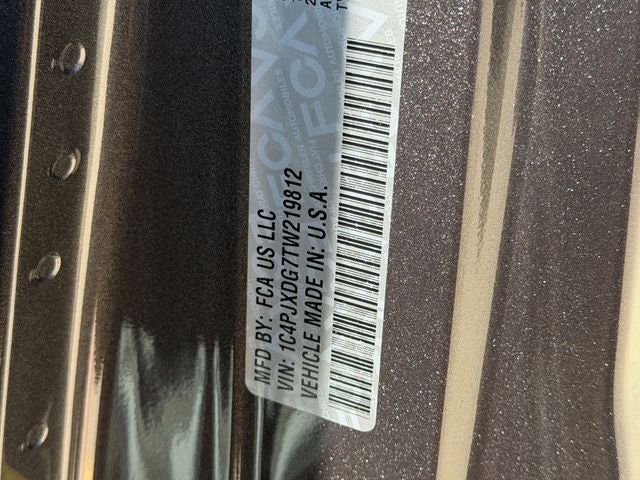 MFD BY: FCA US LLC
VIN: 1C4PJXDG7TW219812
VEHICLE MADE IN: U.S.A.